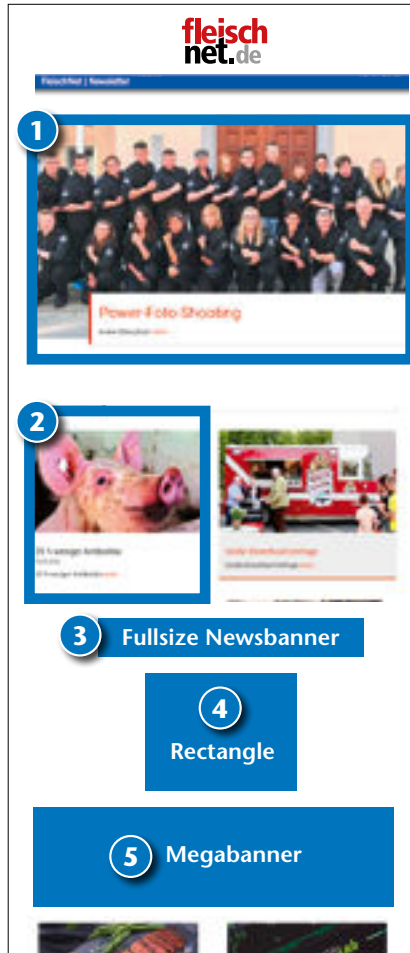 fleisch
net.de
FleischNet | Newsletter
1
Power-Foto-Shooting
2
3 Fullsize Newsbanner
4
Rectangle
5 Megabanner